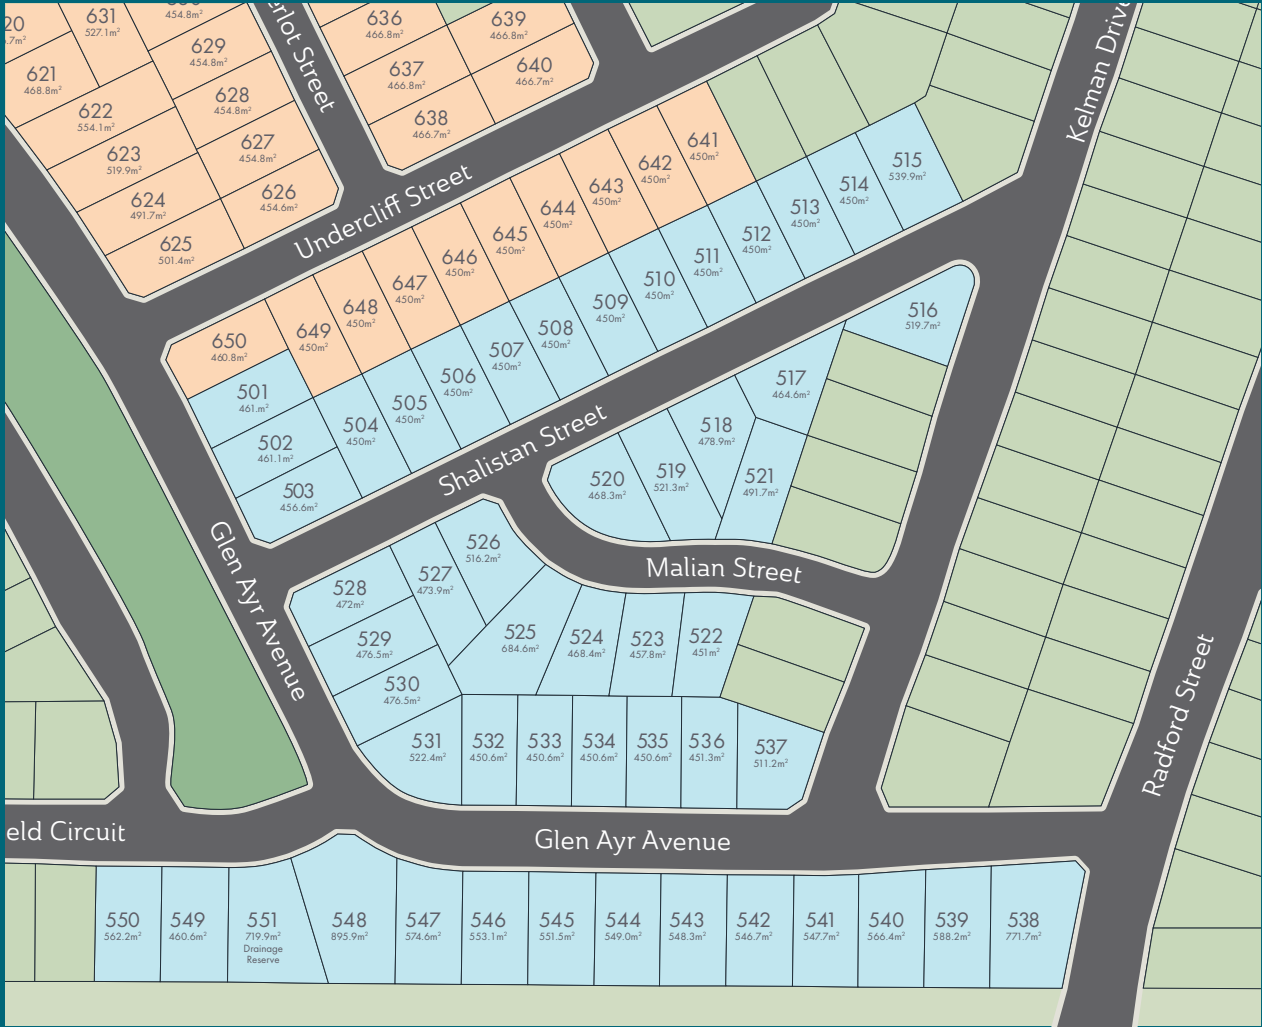 631
527.1m²
454.8m²
636
466.8m²
639
466.8m²
20
629
454.8m²
621
468.8m²
637
466.8m²
640
466.7m²
628
454.8m²
622
554.1m²
638
466.7m²
623
519.9m²
627
454.8m²
624
491.7m²
626
454.6m²
625
501.4m²
erlot Street
Kelman Drive
Undercliff Street
641
450m²
642
450m²
643
450m²
644
450m²
645
450m²
646
450m²
647
450m²
648
450m²
649
450m²
650
460.8m²
515
539.9m²
514
450m²
513
450m²
512
450m²
511
450m²
510
450m²
509
450m²
508
450m²
507
450m²
506
450m²
505
450m²
504
450m²
501
461.m²
502
461.1m²
503
456.6m²
Shalistan Street
516
519.7m²
517
464.6m²
518
478.9m²
519
521.3m²
520
468.3m²
521
491.7m²
Glen Ayr Avenue
Malian Street
526
516.2m²
527
473.9m²
528
472m²
529
476.5m²
530
476.5m²
525
684.6m²
524
468.4m²
523
457.8m²
522
451m²
531
522.4m²
532
450.6m²
533
450.6m²
534
450.6m²
535
450.6m²
536
451.3m²
537
511.2m²
Radford Street
eld Circuit
Glen Ayr Avenue
550
562.2m²
549
460.6m²
551
719.9m²
Drainage
Reserve
548
895.9m²
547
574.6m²
546
553.1m²
545
551.5m²
544
549.0m²
543
548.3m²
542
546.7m²
541
547.7m²
540
566.4m²
539
588.2m²
538
771.7m²